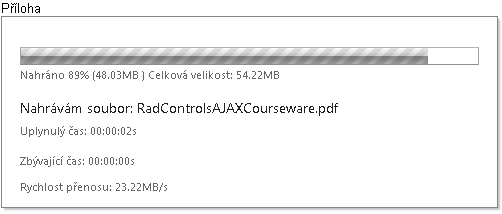 Příloha
Nahráno 89% (48.03MB ) Celková velikost: 54.22MB
Nahrávám soubor: RadControlsAJAXCourseware.pdf
Uplynulý čas: 00:00:02s
Zbývající čas: 00:00:00s
Rychlost přenosu: 23.22MB/s